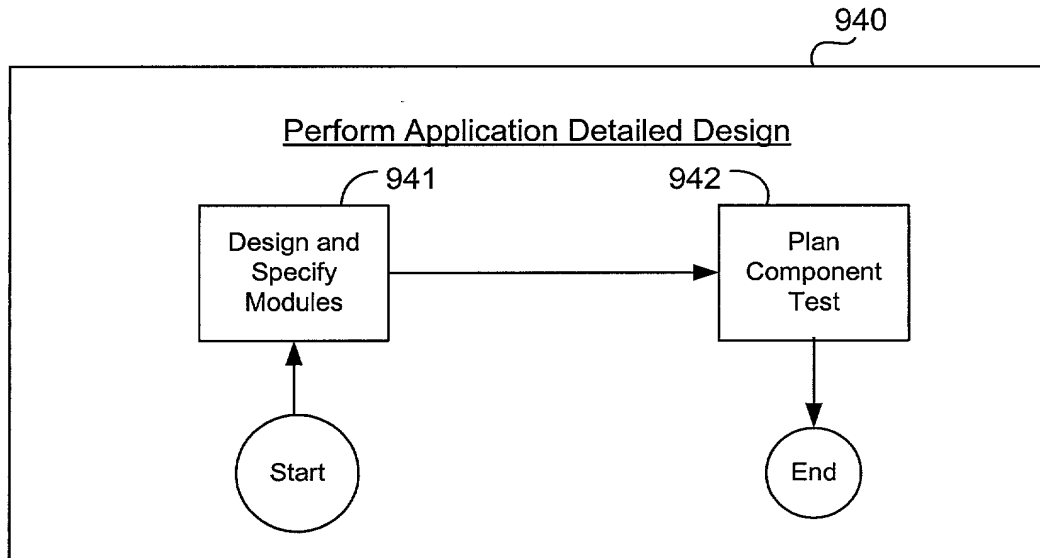 940
Perform Application Detailed Design
941
942
Design and
Specify
Modules
Plan
Component
Test
Start
End